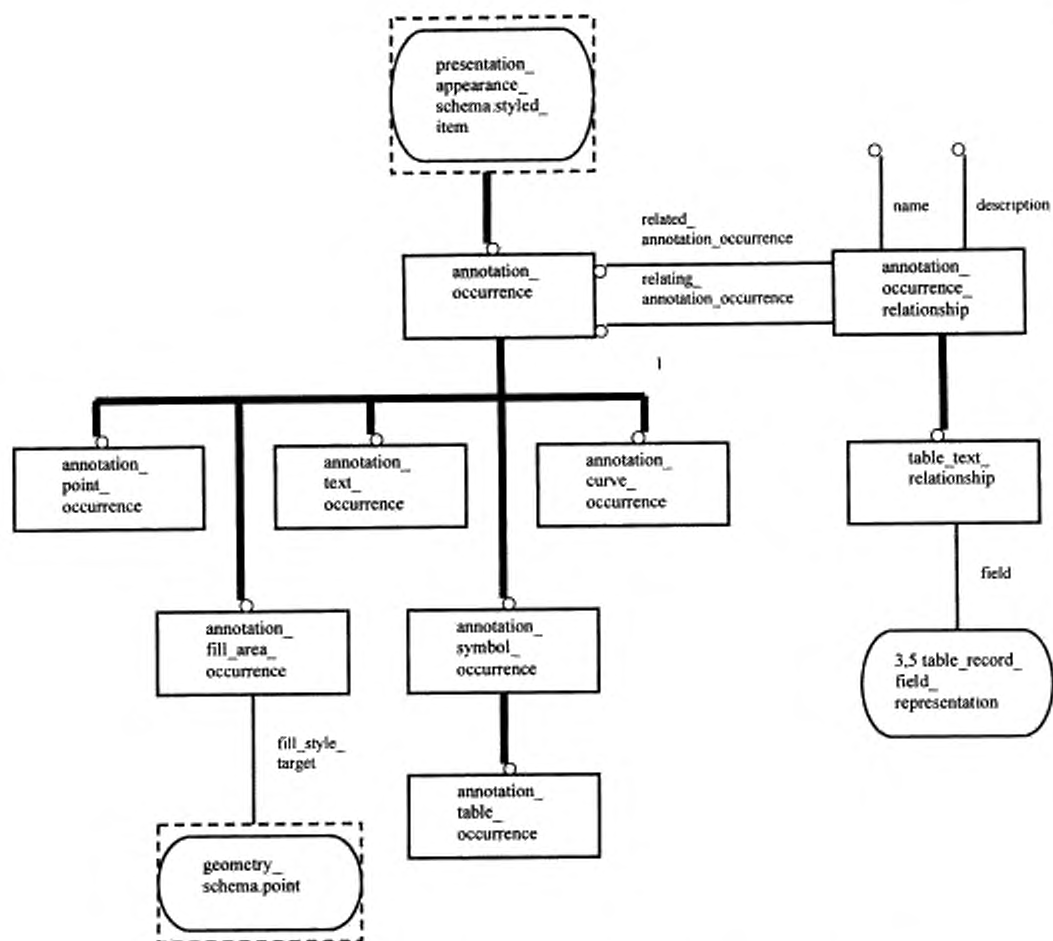 presentation_
appearance_
schema.styled_
item
name
description
related_
annotation_occurrence
annotation_
occurrence
relating_
annotation_occurrence
annotation_
occurrence_
relationship
1
annotation_
point_
occurrence
annotation_
text_
occurrence
annotation_
curve_
occurrence
table_text_
relationship
field
annotation_
fill_area_
occurrence
annotation_
symbol_
occurrence
3,5 table_record_
field_
representation
fill_style_
target
annotation_
table_
occurrence
geometry_
schema.point